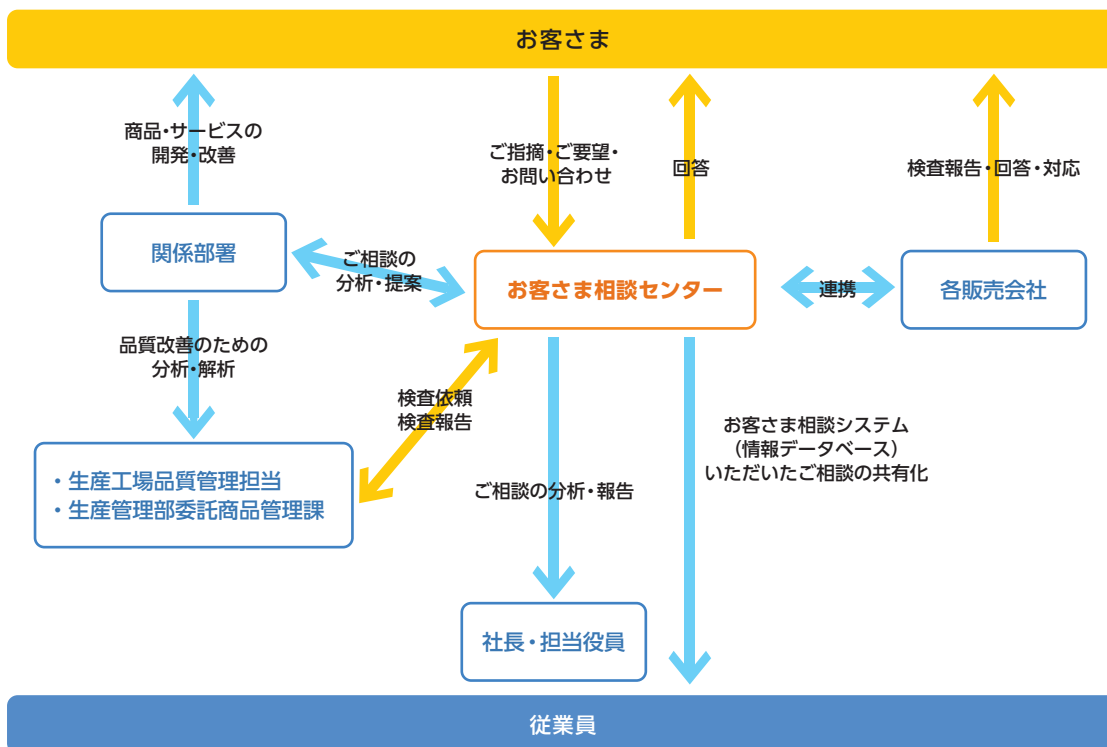 お客さま
商品・サービスの
開発・改善
ご指摘・ご要望・
お問い合わせ
回答
検査報告・回答・対応
関係部署
ご相談の
分析・提案
お客さま相談センター
連携
各販売会社
品質改善のための
分析・解析
検査依頼
検査報告
お客さま相談システム
（情報データベース）
いただいたご相談の共有化
・生産工場品質管理担当
・生産管理部委託商品管理課
ご相談の分析・報告
社長・担当役員
従業員